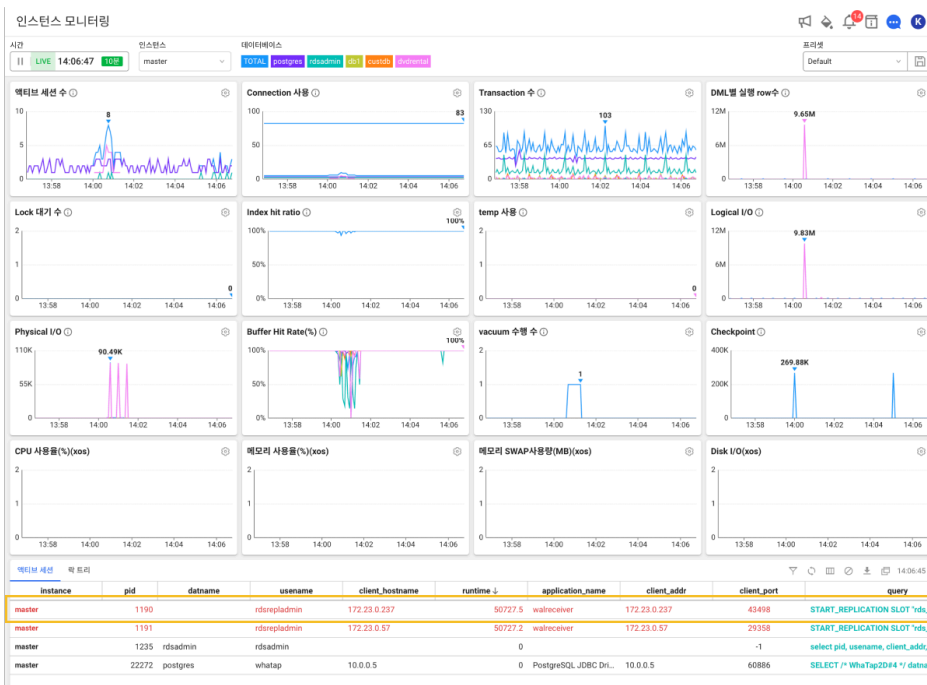 인스턴스 모니터링
14
K
시간 인스턴스 데이터베이스 프리셋
LIVE 14:06:47 10분 master TOTAL postgres rdsadmin db1 custdb dvdrental Default
액티브 세션 수 Connection 사용 Transaction 수 DML별 실행 row수
10 5 0 8 13:58 14:00 14:02 14:04 14:06
100 50 0 83 13:58 14:00 14:02 14:04 14:06
130 65 0 103 13:58 14:00 14:02 14:04 14:06
12M 6M 0 9.65M 13:58 14:00 14:02 14:04 14:06
Lock 대기 수 Index hit ratio temp 사용 Logical I/O
2 1 0 0 13:58 14:00 14:02 14:04 14:06
100% 50% 0% 100% 13:58 14:00 14:02 14:04 14:06
2 1 0 0 13:58 14:00 14:02 14:04 14:06
12M 6M 0 9.83M 13:58 14:00 14:02 14:04 14:06
Physical I/O Buffer Hit Rate(%) vacuum 수행 수 Checkpoint
110K 55K 0 90.49K 13:58 14:00 14:02 14:04 14:06
100% 50% 0% 100% 13:58 14:00 14:02 14:04 14:06
2 1 0 1 13:58 14:00 14:02 14:04 14:06
400K 200K 0 269.88K 13:58 14:00 14:02 14:04 14:06
CPU 사용율(%)(xos) 메모리 사용율(%)(xos) 메모리 SWAP사용량(MB)(xos) Disk I/O(xos)
2 1 0 13:58 14:00 14:02 14:04 14:06
2 1 0 13:58 14:00 14:02 14:04 14:06
2 1 0 13:58 14:00 14:02 14:04 14:06
2 1 0 13:58 14:00 14:02 14:04 14:06
액티브 세션 락 트리 14:06:45
instance pid datname usename client_hostname runtime ↓ application_name client_addr client_port query
master 1190 rdsrepladmin 172.23.0.237 50727.5 walreceiver 172.23.0.237 43498 START_REPLICATION SLOT "rds_
master 1191 rdsrepladmin 172.23.0.57 50727.2 walreceiver 172.23.0.57 29358 START_REPLICATION SLOT "rds_
master 1235 rdsadmin rdsadmin 0 -1 select pid, usename, client_addr,
master 22272 postgres whatap 10.0.0.5 0 PostgreSQL JDBC Dri... 10.0.0.5 60886 SELECT /* WhaTap2D#4 */ datna